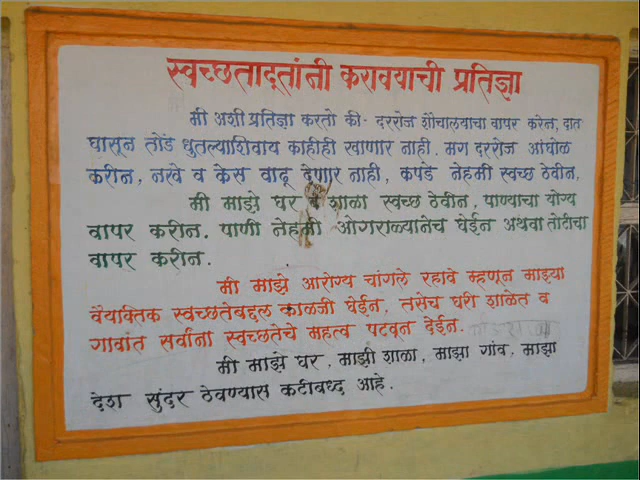 स्वच्छतादूतांनी करावयाची प्रतिज्ञा
मी अशी प्रतिज्ञा करतो की- दररोज शौचालयाचा वापर करेन, दात
घासून तोंड धुतल्याशिवाय काहीही खाणार नाही. मग दररोज आंघोळ
करीन, नखे व केस वाढू देणार नाही, कपडे नेहमी स्वच्छ ठेवीन,
मी माझे घर व शाळा स्वच्छ ठेवीन, पाण्याचा योग्य
वापर करीन. पाणी नेहमी ओगराळ्यानेच घेईन अथवा तोटीचा
वापर करीन.
मी माझे आरोग्य चांगले रहावे म्हणून माझ्या
वैयाक्तिक स्वच्छतेबद्दल काळजी घेईन, तसेच घरी शाळेत व
गावांत सर्वांना स्वच्छतेचे महत्व पटवून देईन.
मी माझे घर, माझी शाळा, माझा गांव, माझा
देश सुंदर ठेवण्यास कटीबध्द आहे.